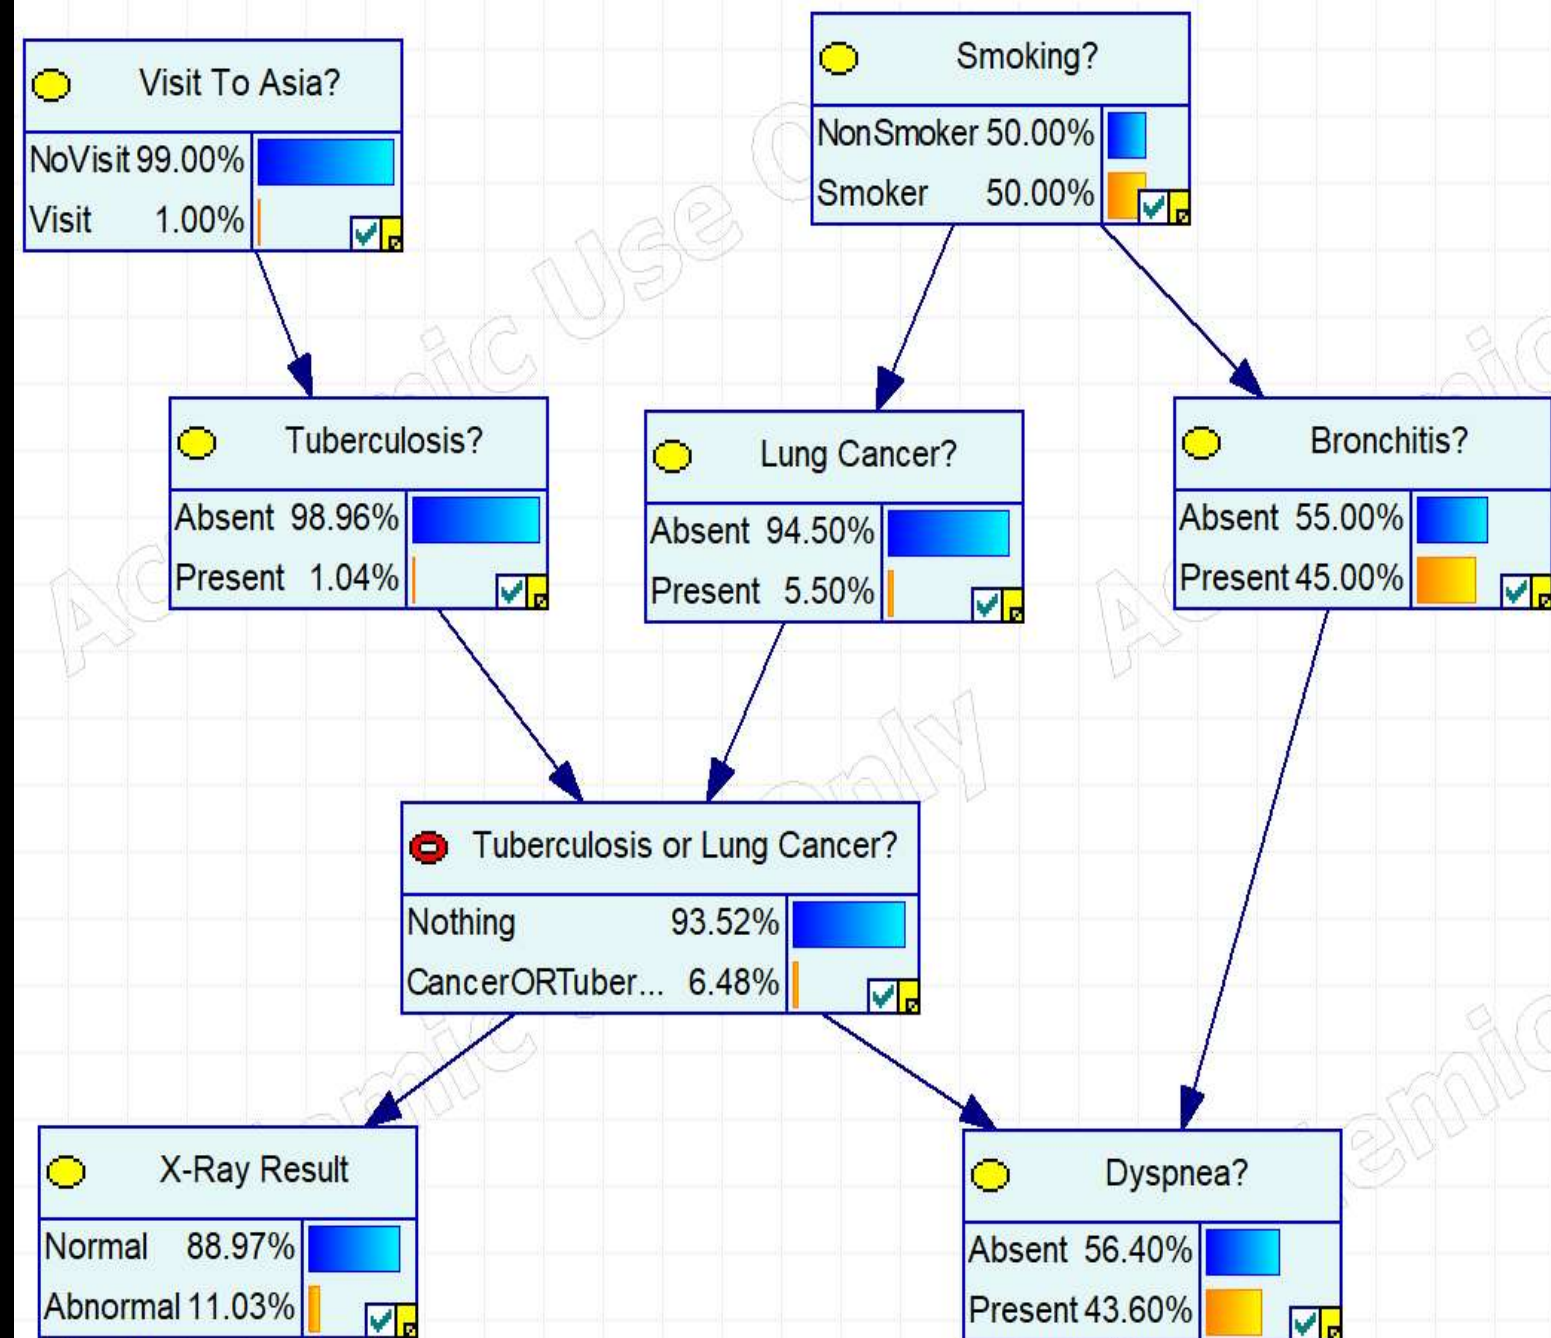 Visit To Asia?
NoVisit 99.00%
Visit 1.00%
Smoking?
NonSmoker 50.00%
Smoker 50.00%
Tuberculosis?
Absent 98.96%
Present 1.04%
Lung Cancer?
Absent 94.50%
Present 5.50%
Bronchitis?
Absent 55.00%
Present 45.00%
Tuberculosis or Lung Cancer?
Nothing 93.52%
CancerORTuber... 6.48%
X-Ray Result
Normal 88.97%
Abnormal 11.03%
Dyspnea?
Absent 56.40%
Present 43.60%